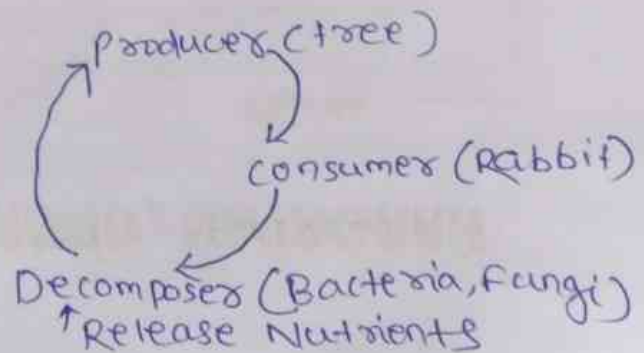 Producer (tree)
Consumer (Rabbit)
Decomposer (Bacteria, Fungi)
Release Nutrients